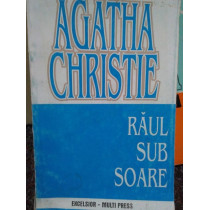 AGATHA
CHRISTIE
RĂUL
SUB
SOARE
EXCELSIOR - MULTI PRESS